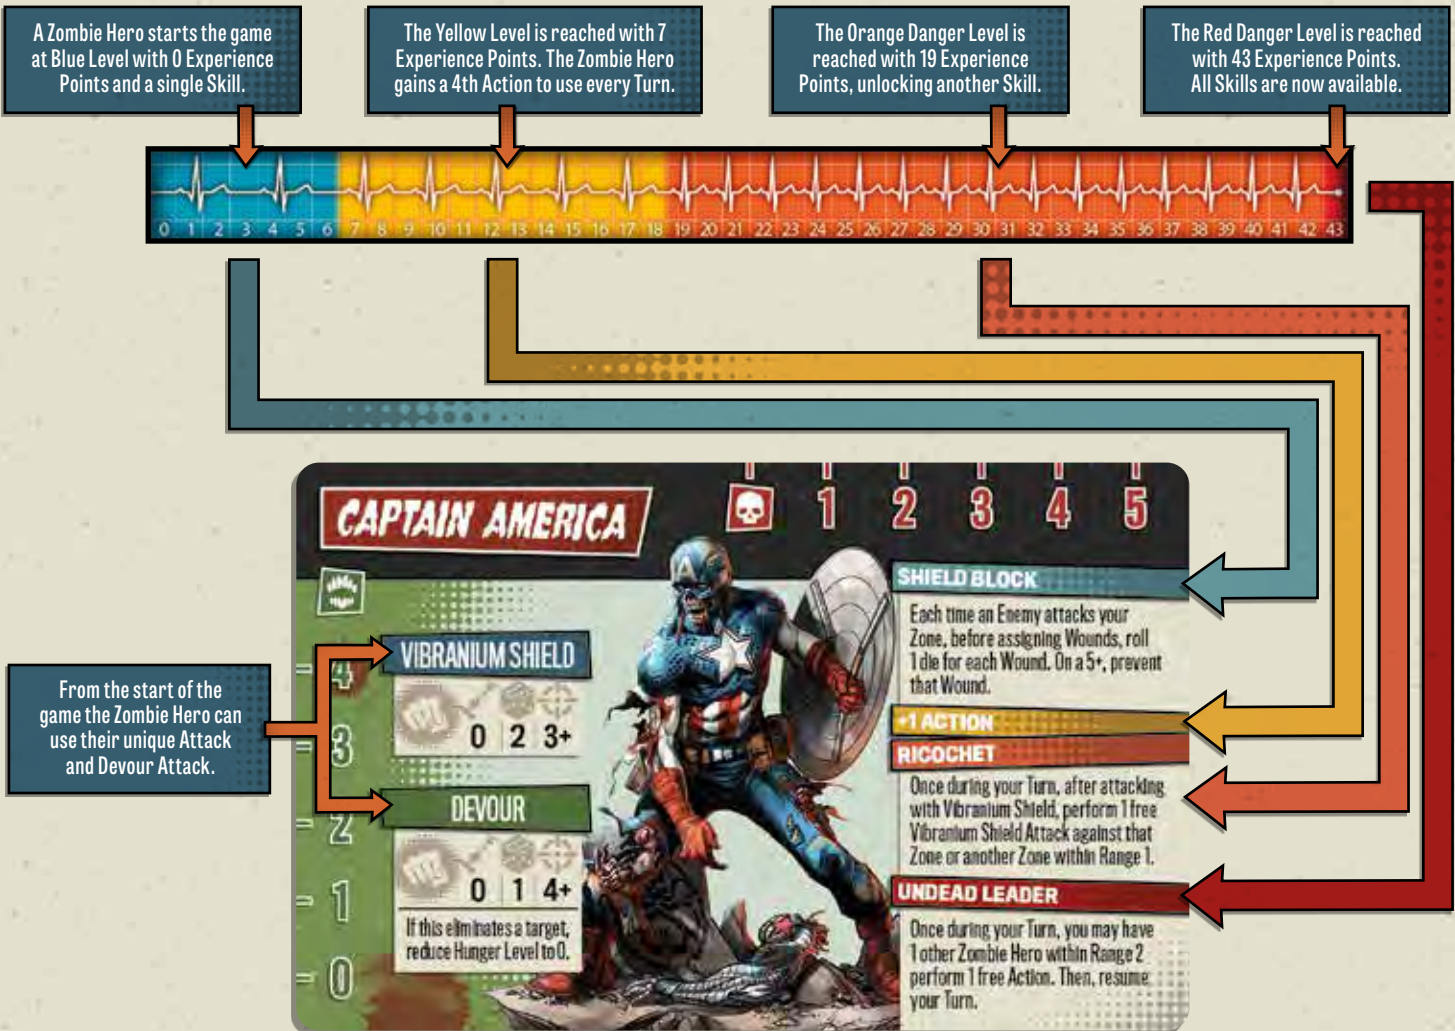 A Zombie Hero starts the game
at Blue Level with 0 Experience
Points and a single Skill.
The Yellow Level is reached with 7
Experience Points. The Zombie Hero
gains a 4th Action to use every Turn.
The Orange Danger Level is
reached with 19 Experience
Points, unlocking another Skill.
The Red Danger Level is reached
with 43 Experience Points.
All Skills are now available.
0 1 2 3 4 5 6 7 8 9 10 11 12 13 14 15 16 17 18 19 20 21 22 23 24 25 26 27 28 29 30 31 32 33 34 35 36 37 38 39 40 41 42 43
CAPTAIN AMERICA
1 2 3 4 5
From the start of the
game the Zombie Hero can
use their unique Attack
and Devour Attack.
4
3
2
1
0
VIBRANIUM SHIELD
0 2 3+
DEVOUR
0 1 4+
If this eliminates a target,
reduce Hunger Level to 0.
A
SHIELD BLOCK
Each time an Enemy attacks your
Zone, before assigning Wounds, roll
1 die for each Wound. On a 5+, prevent
that Wound.
+1 ACTION
RICOCHET
Once during your Turn, after attacking
with Vibranium Shield, perform 1 free
Vibranium Shield Attack against that
Zone or another Zone within Range 1.
UNDEAD LEADER
Once during your Turn, you may have
1 other Zombie Hero within Range 2
perform 1 free Action. Then, resume
your Turn.